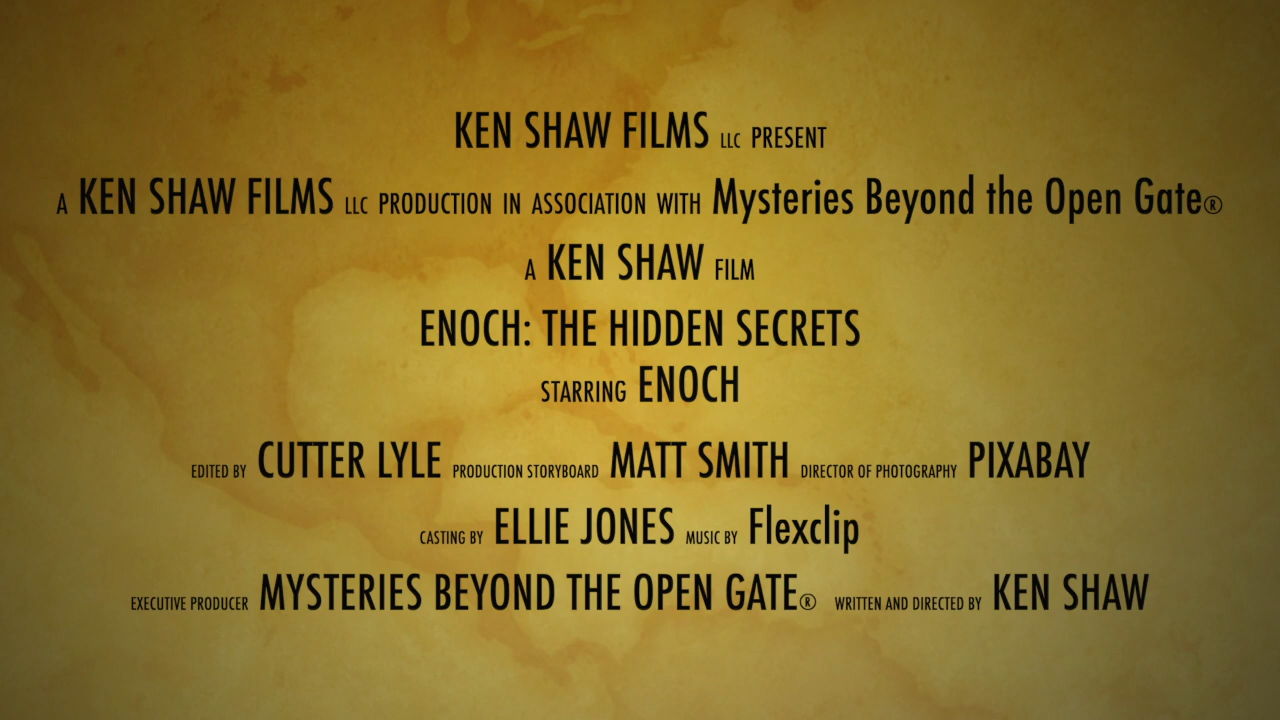 KEN SHAW FILMS LLC PRESENT
A KEN SHAW FILMS LLC PRODUCTION IN ASSOCIATION WITH Mysteries Beyond the Open Gate®
A KEN SHAW FILM
ENOCH: THE HIDDEN SECRETS
STARRING ENOCH
EDITED BY CUTTER LYLE PRODUCTION STORYBOARD MATT SMITH DIRECTOR OF PHOTOGRAPHY PIXABAY
CASTING BY ELLIE JONES MUSIC BY Flexclip
EXECUTIVE PRODUCER MYSTERIES BEYOND THE OPEN GATE® WRITTEN AND DIRECTED BY KEN SHAW